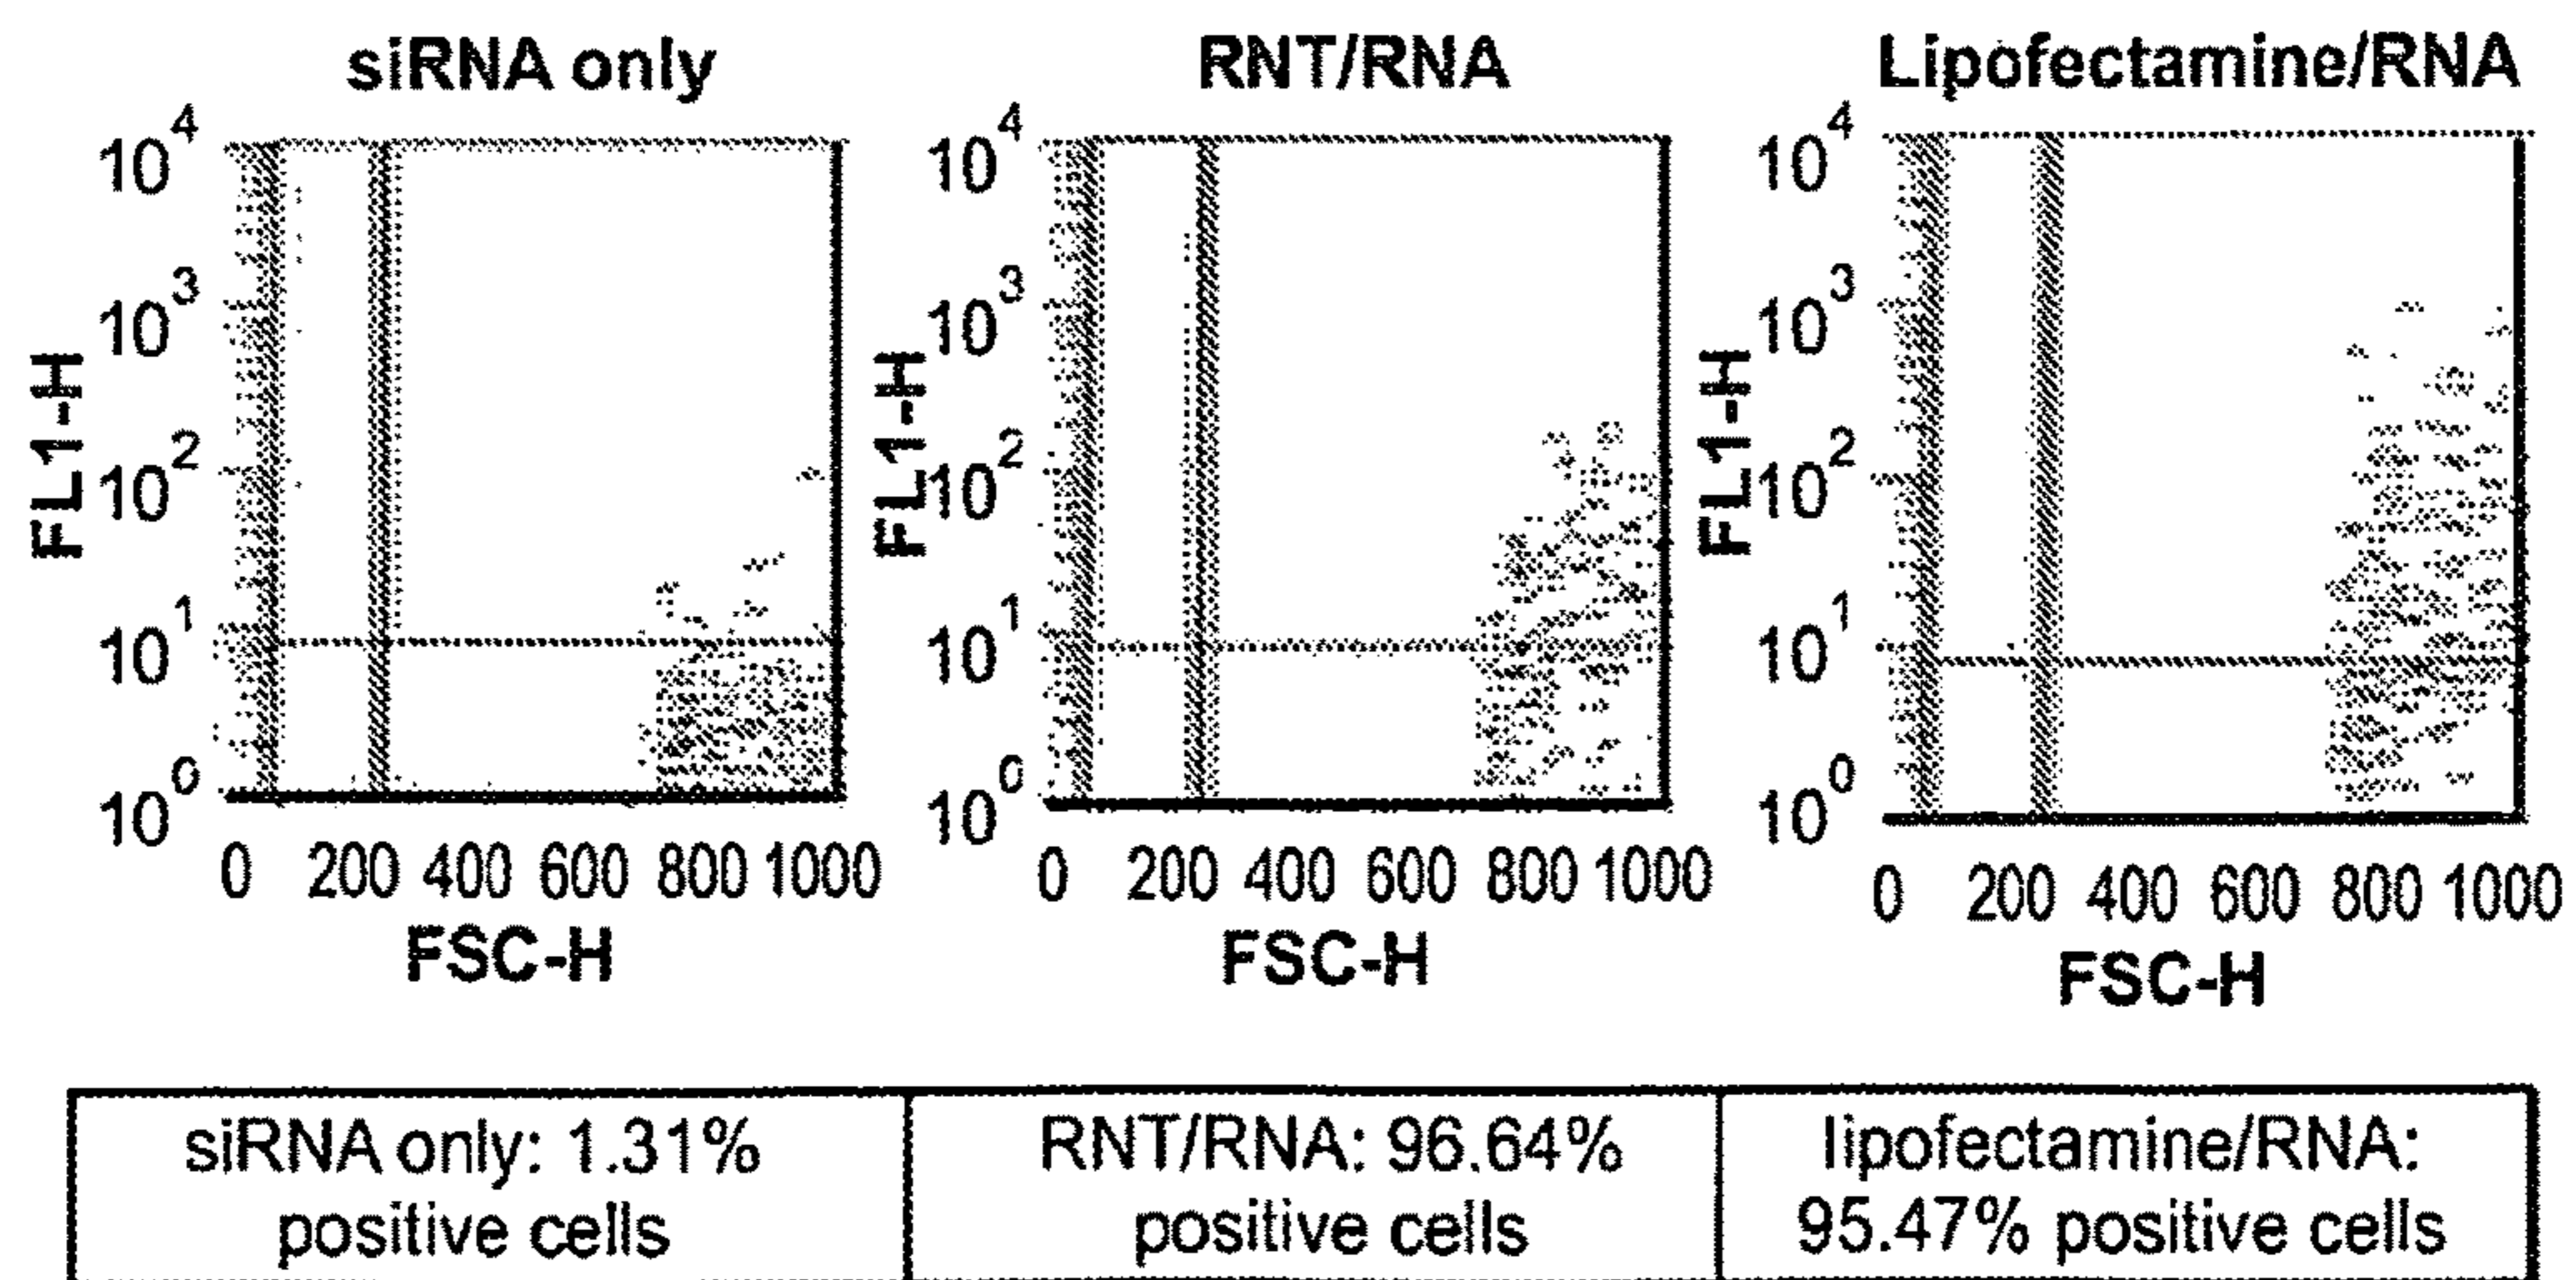 siRNA only RNT/RNA Lipofectamine/RNA
10^4 10^4 10^4
10^3 10^3 10^3
10^2 10^2 10^2
10^1 10^1 10^1
10^0 10^0 10^0
FL1-H FL1-H FL1-H
0 200 400 600 800 1000 0 200 400 600 800 1000 0 200 400 600 800 1000
FSC-H FSC-H FSC-H
siRNA only: 1.31%
positive cells
RNT/RNA: 96.64%
positive cells
lipofectamine/RNA:
95.47% positive cells